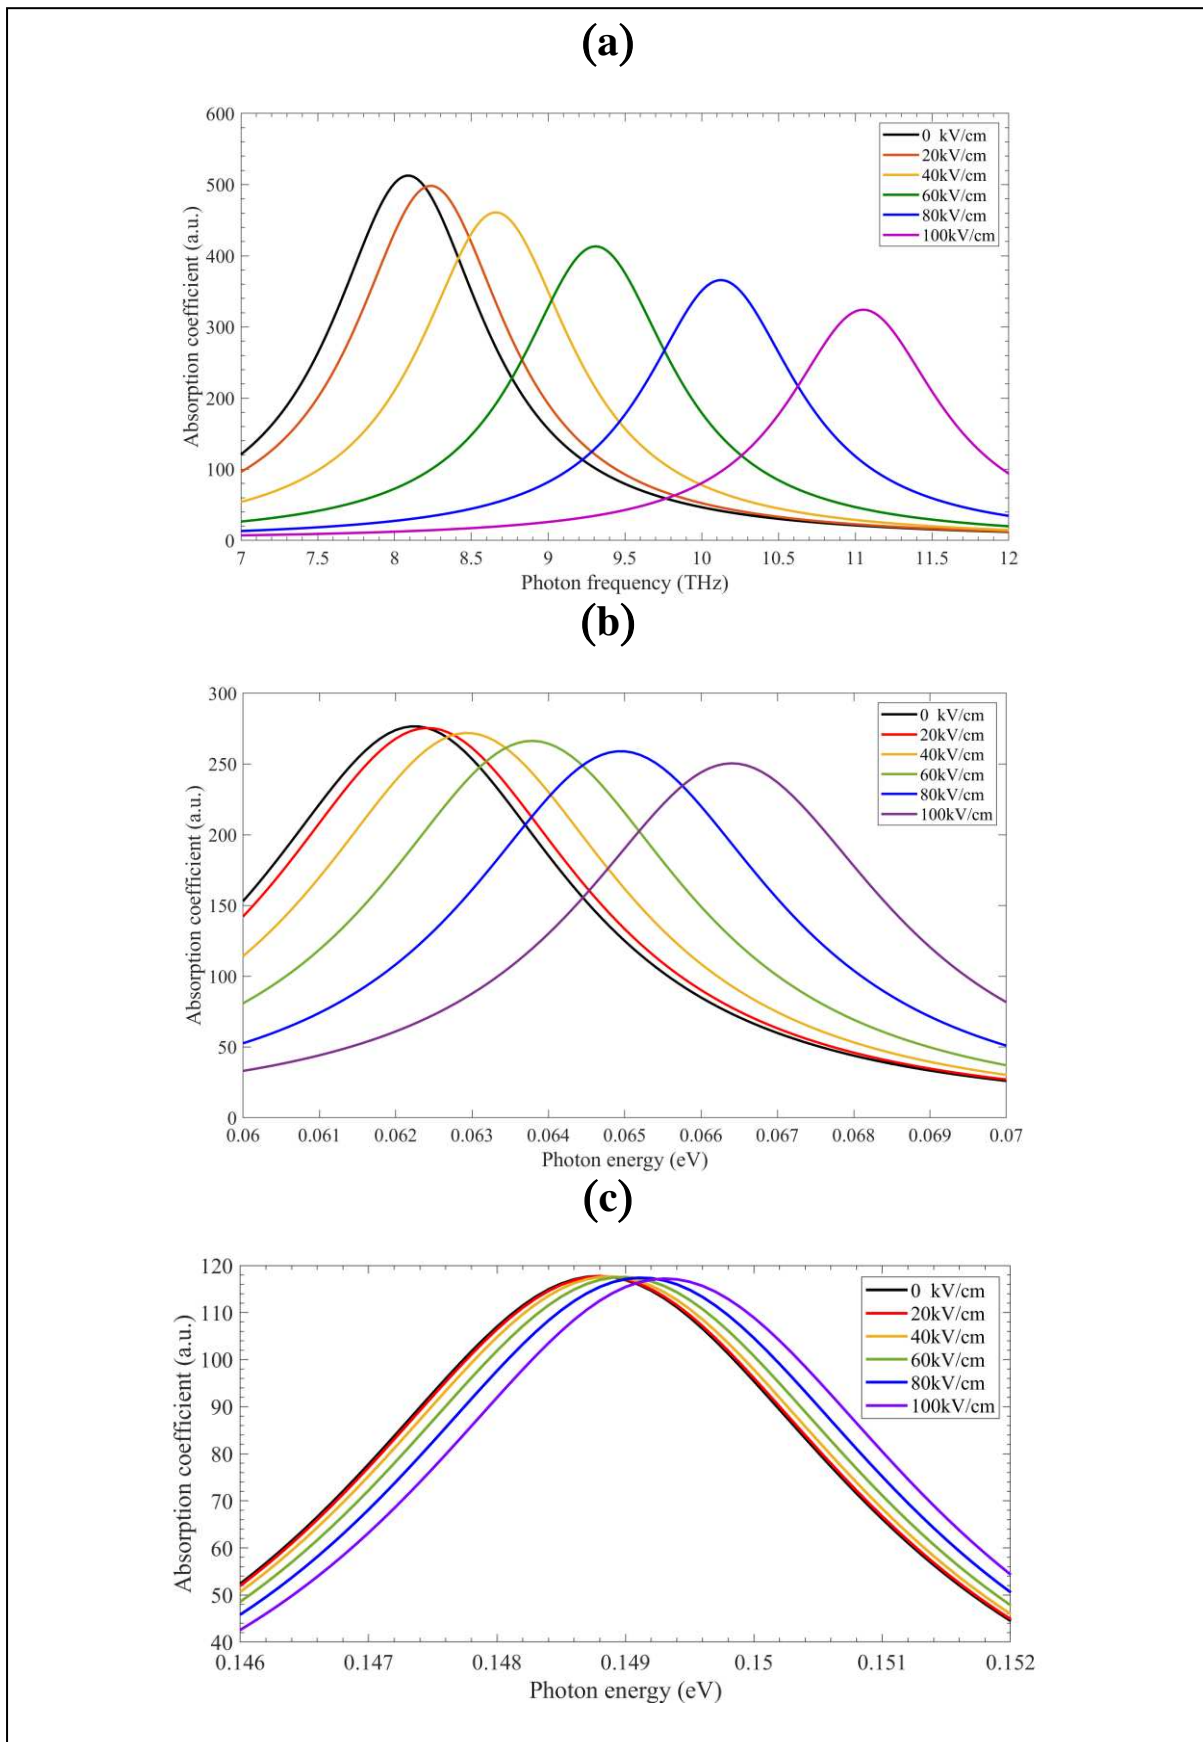 (a)
Absorption coefficient (a.u.)
600
500
400
300
200
100
0
0 kV/cm
20kV/cm
40kV/cm
60kV/cm
80kV/cm
100kV/cm
7 7.5 8 8.5 9 9.5 10 10.5 11 11.5 12
Photon frequency (THz)
(b)
Absorption coefficient (a.u.)
300
250
200
150
100
50
0
0 kV/cm
20kV/cm
40kV/cm
60kV/cm
80kV/cm
100kV/cm
0.06 0.061 0.062 0.063 0.064 0.065 0.066 0.067 0.068 0.069 0.07
Photon energy (eV)
(c)
Absorption coefficient (a.u.)
120
110
100
90
80
70
60
50
40
0 kV/cm
20kV/cm
40kV/cm
60kV/cm
80kV/cm
100kV/cm
0.146 0.147 0.148 0.149 0.15 0.151 0.152
Photon energy (eV)